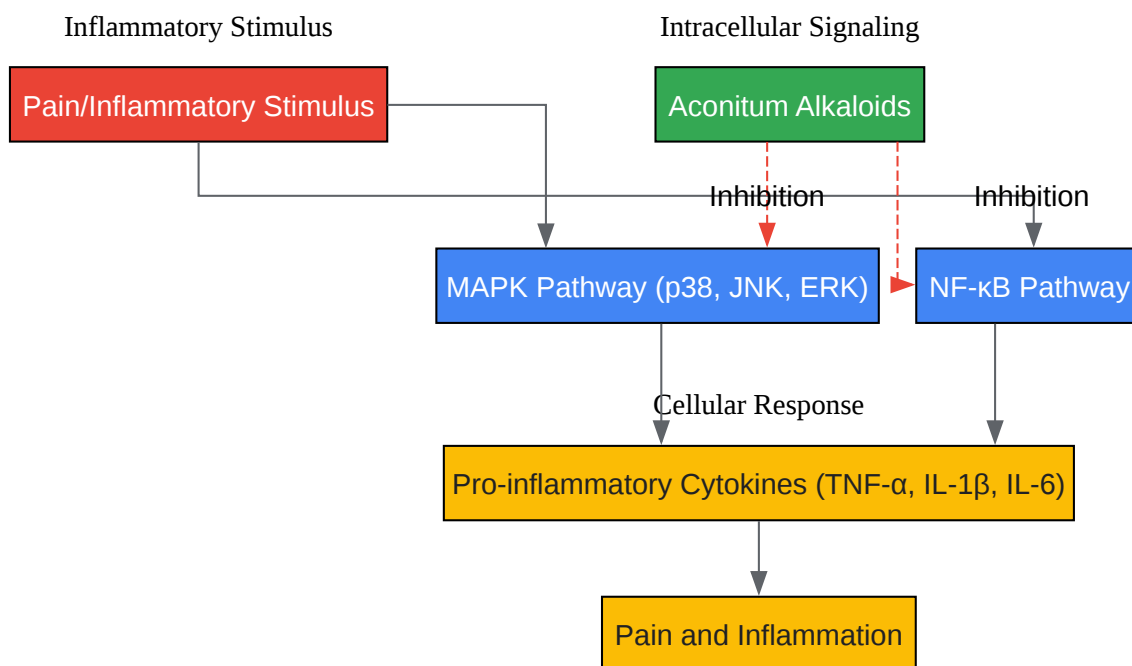 Inflammatory Stimulus
Intracellular Signaling
Pain/Inflammatory Stimulus
Aconitum Alkaloids
Inhibition
Inhibition
MAPK Pathway (p38, JNK, ERK)
NF-κB Pathway
Cellular Response
Pro-inflammatory Cytokines (TNF-α, IL-1β, IL-6)
Pain and Inflammation